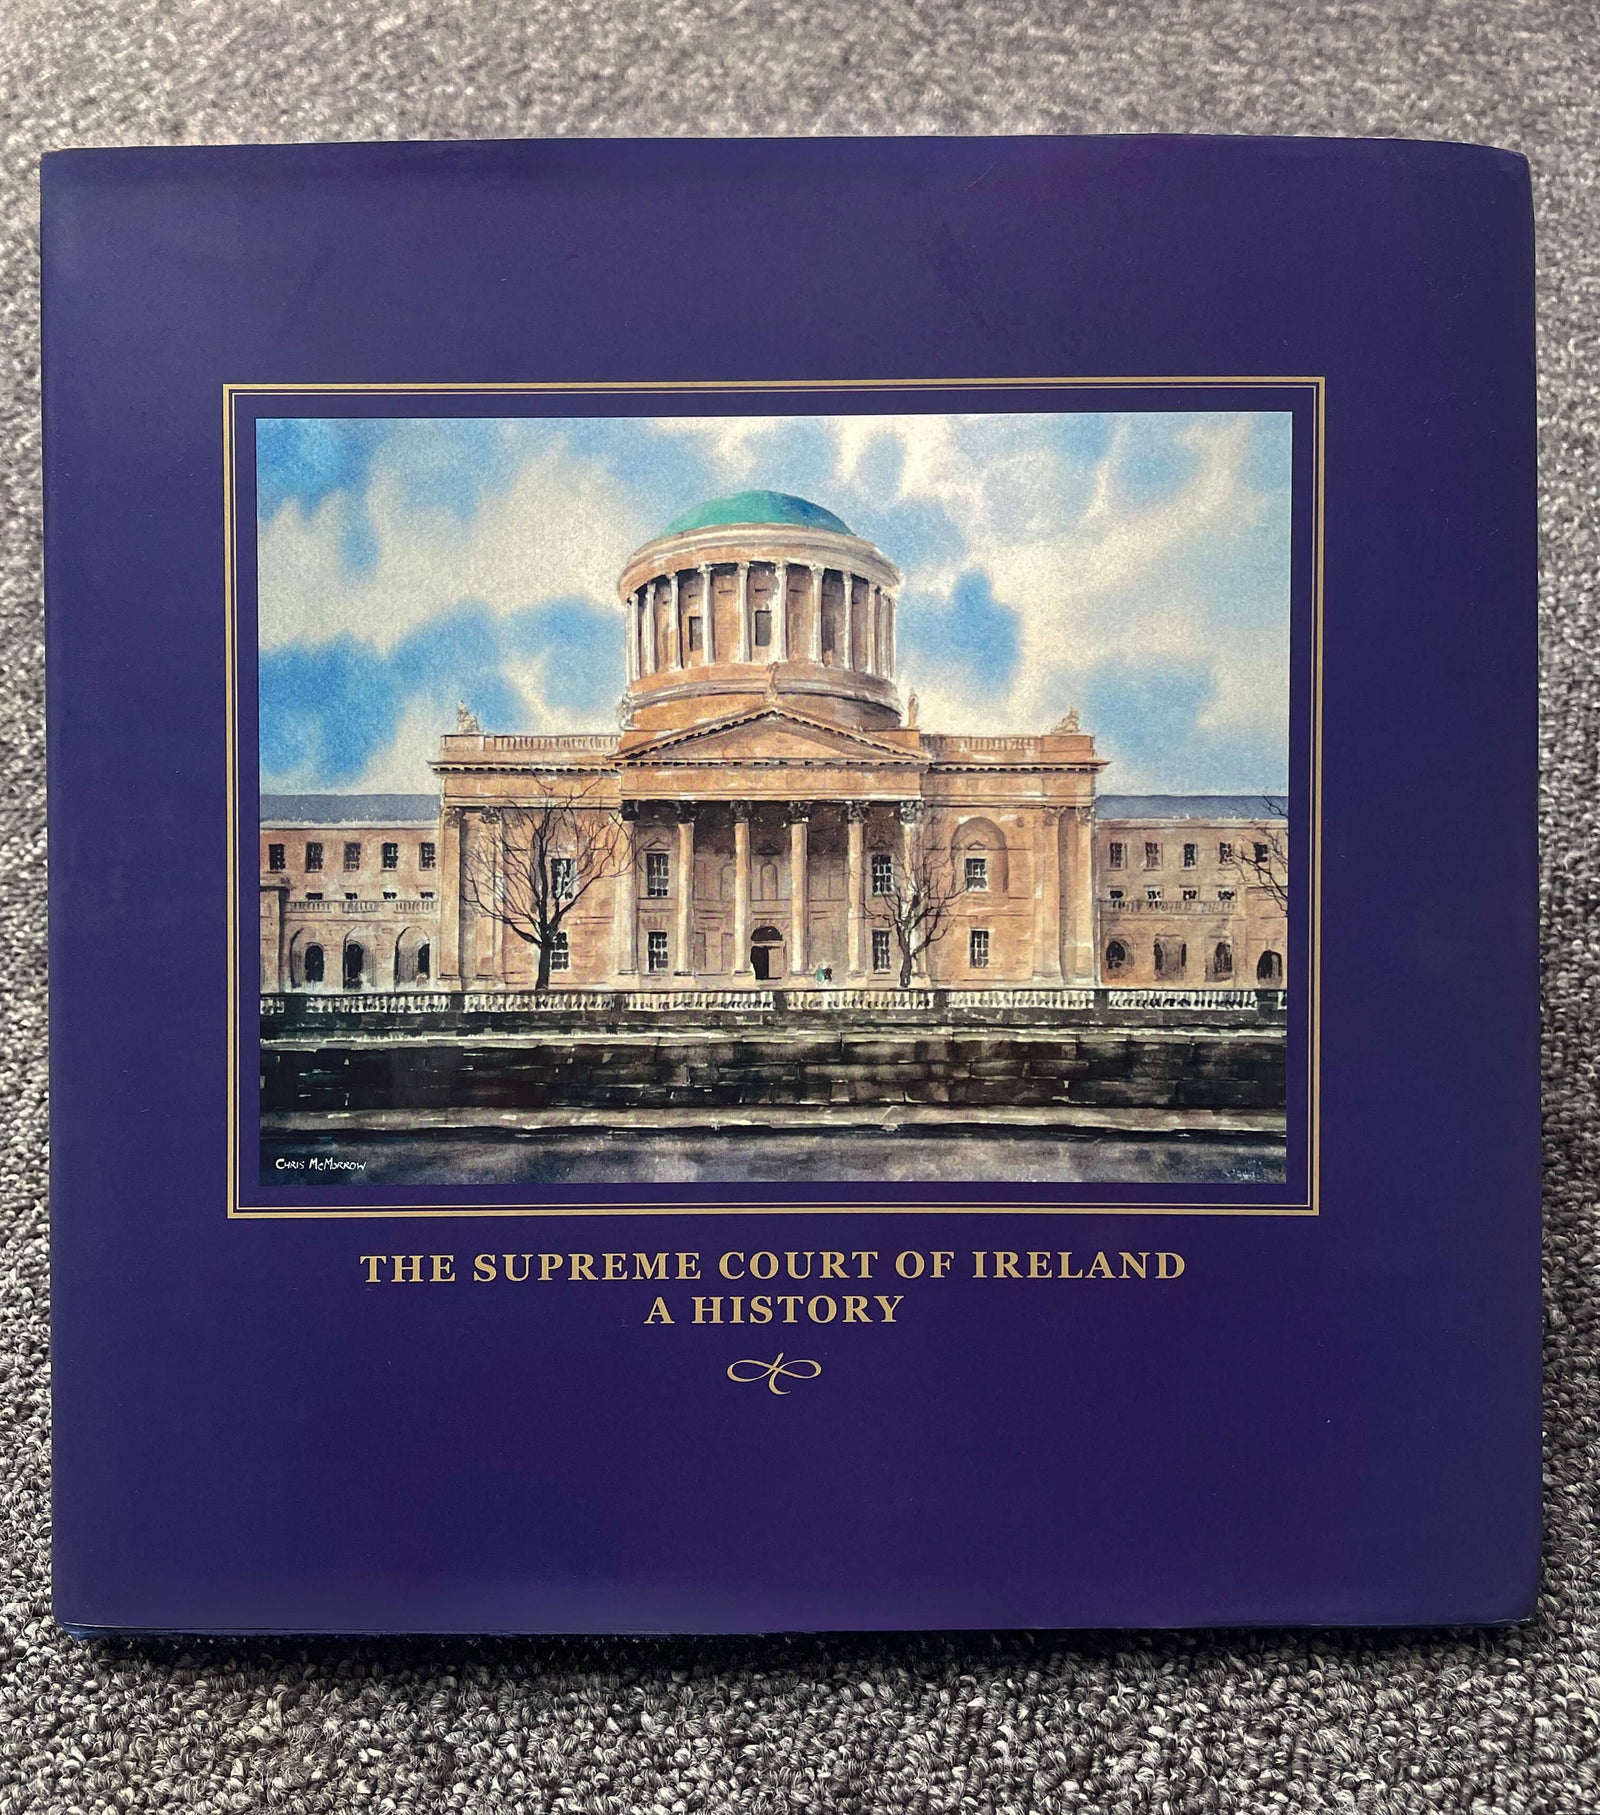 CHRIS MCMORROW
THE SUPREME COURT OF IRELAND
A HISTORY